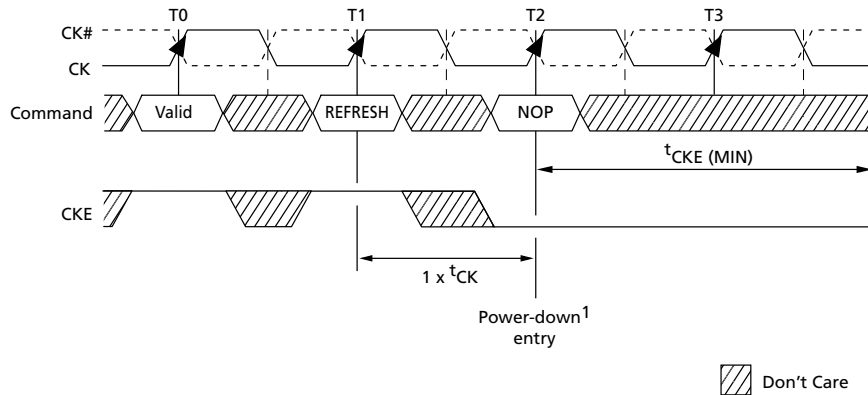 T0 T1 T2 T3
CK#
CK
Command Valid REFRESH NOP
tCKE (MIN)
CKE
1 x tCK
Power-down1
entry
Don't Care